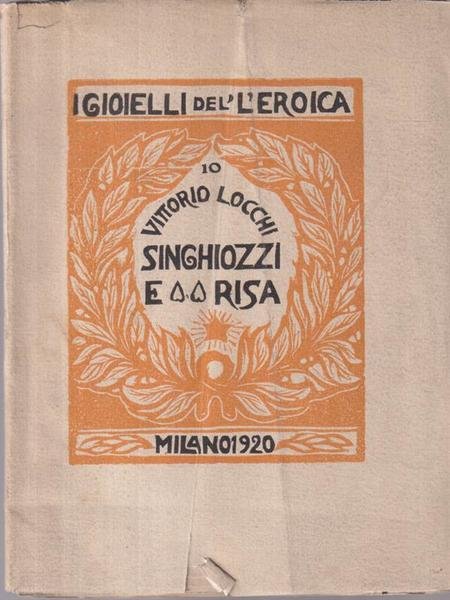 I GIOIELLI DEL' L'EROICA
10
VITTORIO LOCCHI
SINGHIOZZI
E RISA
MILANO 1920